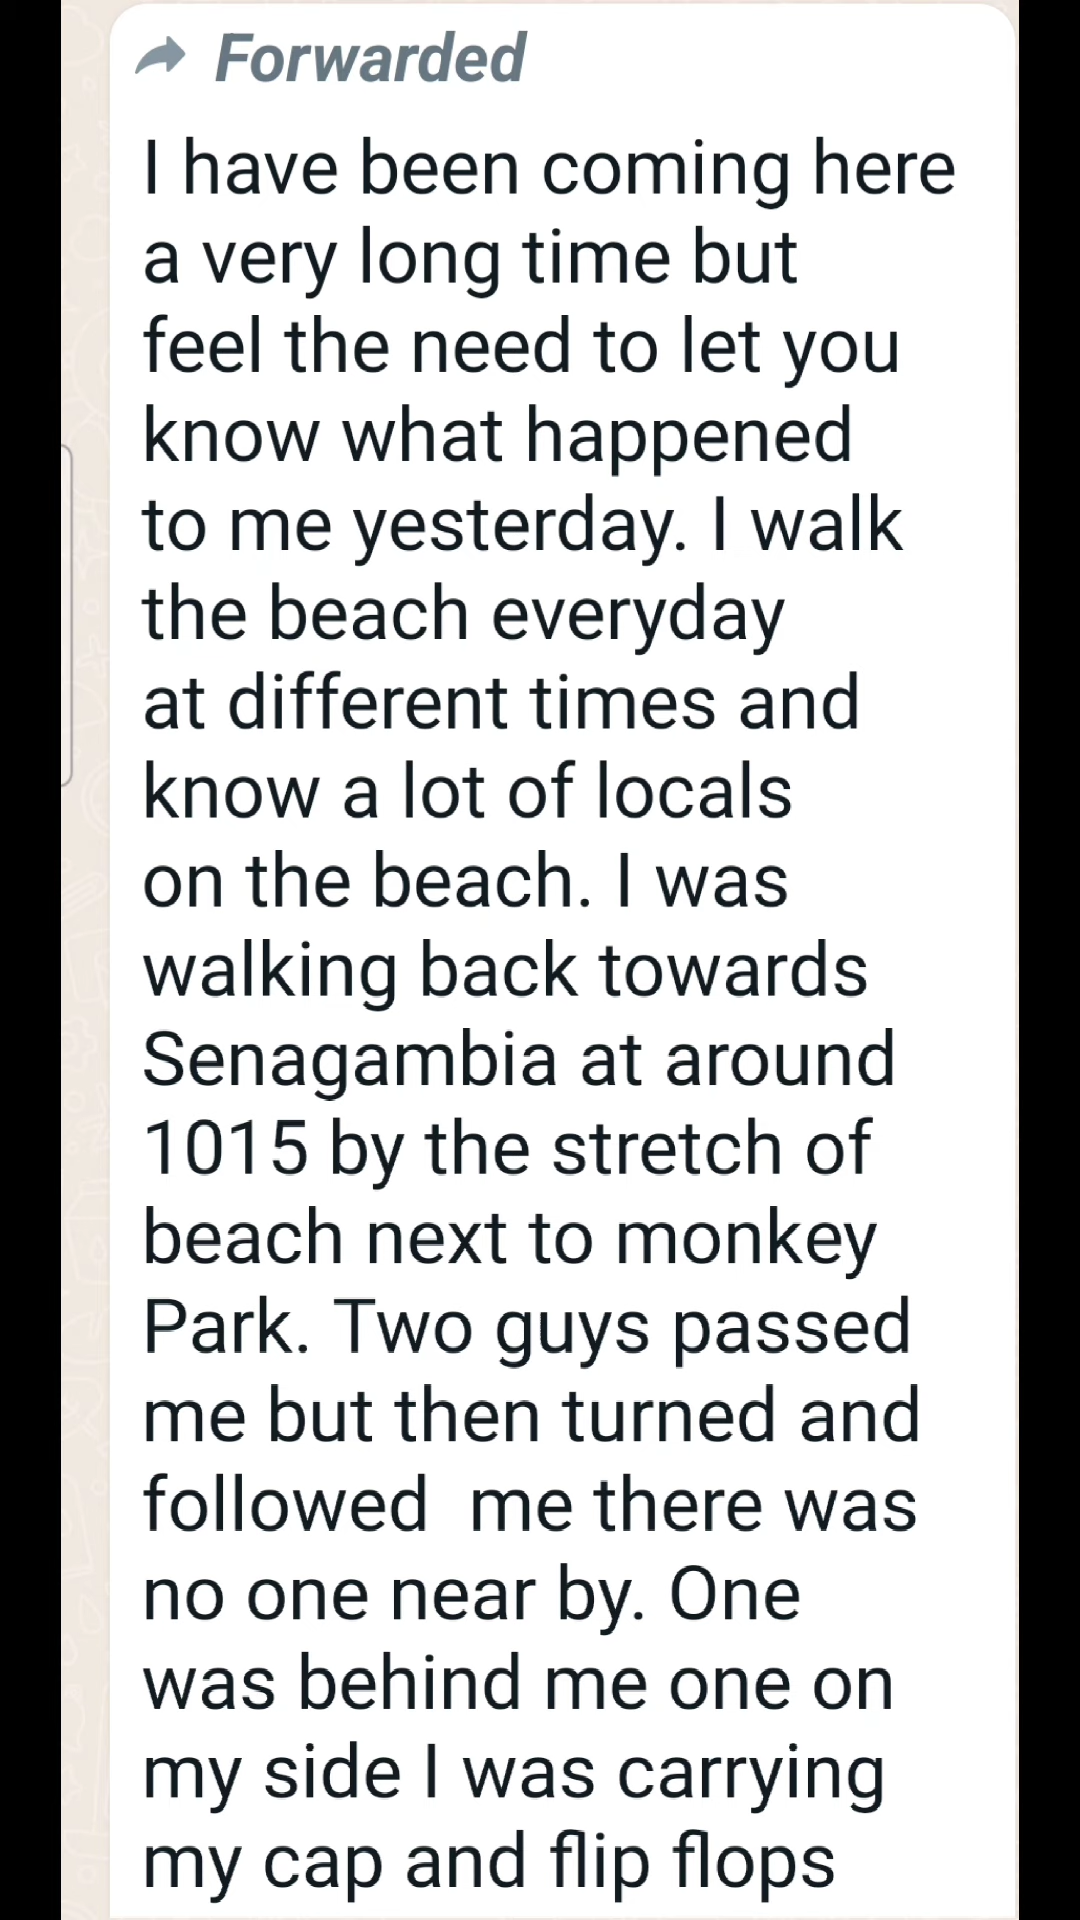 Forwarded
I have been coming here
a very long time but
feel the need to let you
know what happened
to me yesterday. I walk
the beach everyday
at different times and
know a lot of locals
on the beach. I was
walking back towards
Senagambia at around
1015 by the stretch of
beach next to monkey
Park. Two guys passed
me but then turned and
followed  me there was
no one near by. One
was behind me one on
my side I was carrying
my cap and flip flops